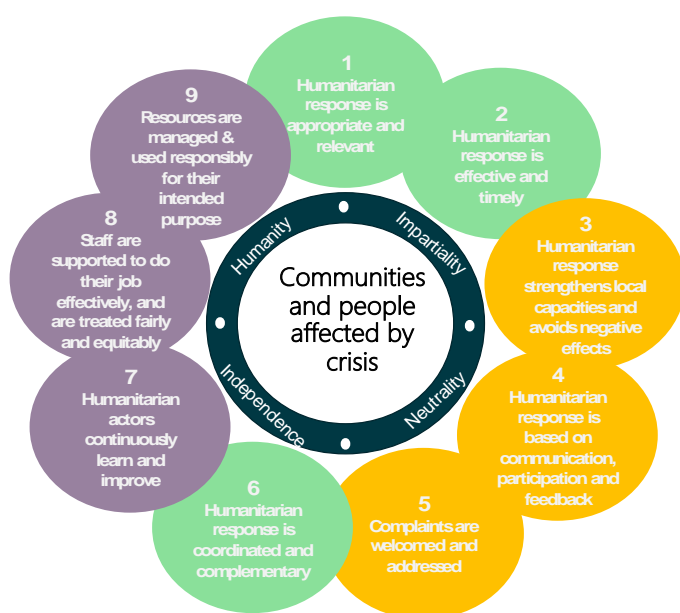 1
Humanitarian
response is
appropriate and
relevant
2
Humanitarian
response is
effective and
timely
3
Humanitarian
response
strengthens local
capacities and
avoids negative
effects
4
Humanitarian
response is
based on
communication,
participation and
feedback
5
Complaints are
welcomed and
addressed
6
Humanitarian
response is
coordinated and
complementary
7
Humanitarian
actors
continuously
learn and
improve
8
Staff are
supported to do
their job
effectively, and
are treated fairly
and equitably
9
Resources are
managed &
used responsibly
for their
intended
purpose
Humanity
Impartiality
Neutrality
Independence
Communities
and people
affected by
crisis